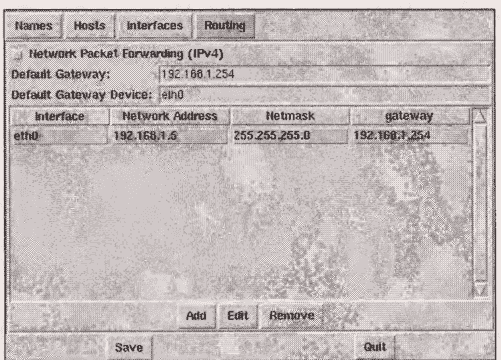 Names Hosts Interfaces Routing
Network Packet Forwarding (IPv4)
Default Gateway: 192.168.1.254
Default Gateway Device: eth0
Interface Network Address Netmask gateway
eth0 192.168.1.5 255.255.255.0 192.168.1.254
Add Edit Remove
Save Quit